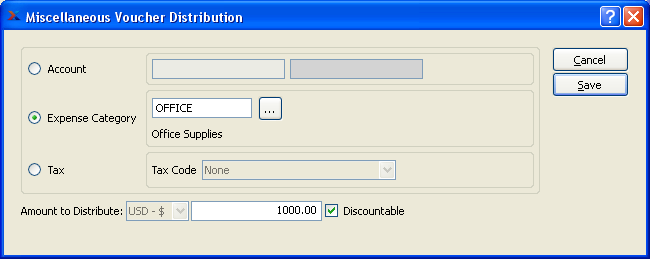 Miscellaneous Voucher Distribution
Account
Cancel
Save
Expense Category OFFICE ...
Office Supplies
Tax Tax Code None
Amount to Distribute: USD - $ 1000.00 Discountable